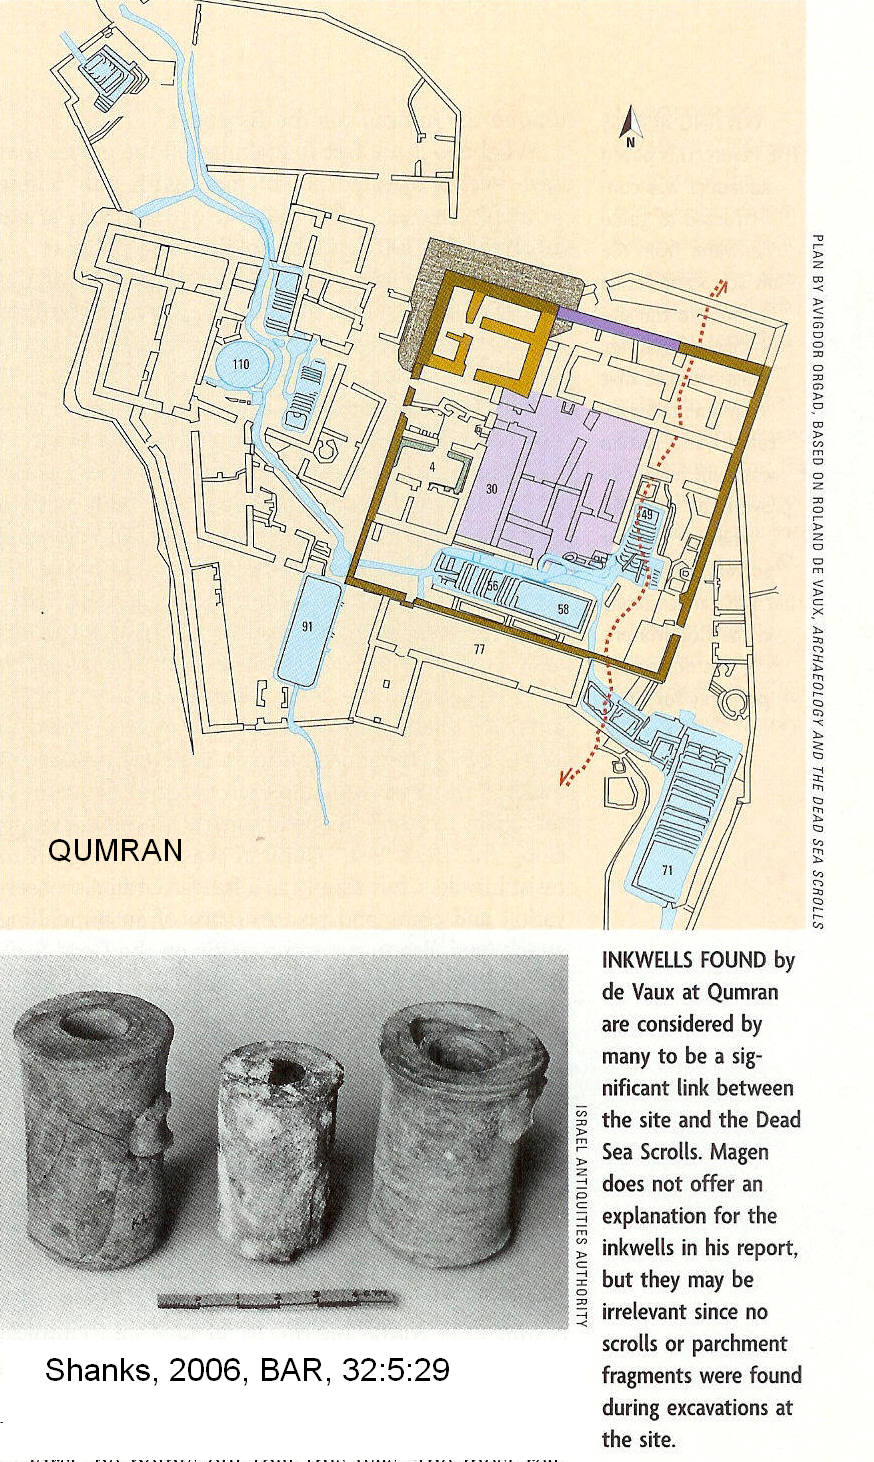 N
110
4
30
49
56
58
91
77
71
QUMRAN
PLAN BY AVIGDOR ORGAD, BASED ON ROLAND DE VAUX, ARCHAEOLOGY AND THE DEAD SEA SCROLLS
INKWELLS FOUND by
de Vaux at Qumran
are considered by
many to be a sig-
nificant link between
the site and the Dead
Sea Scrolls. Magen
does not offer an
explanation for the
inkwells in his report,
but they may be
irrelevant since no
scrolls or parchment
fragments were found
during excavations at
the site.
ISRAEL ANTIQUITIES AUTHORITY
Shanks, 2006, BAR, 32:5:29